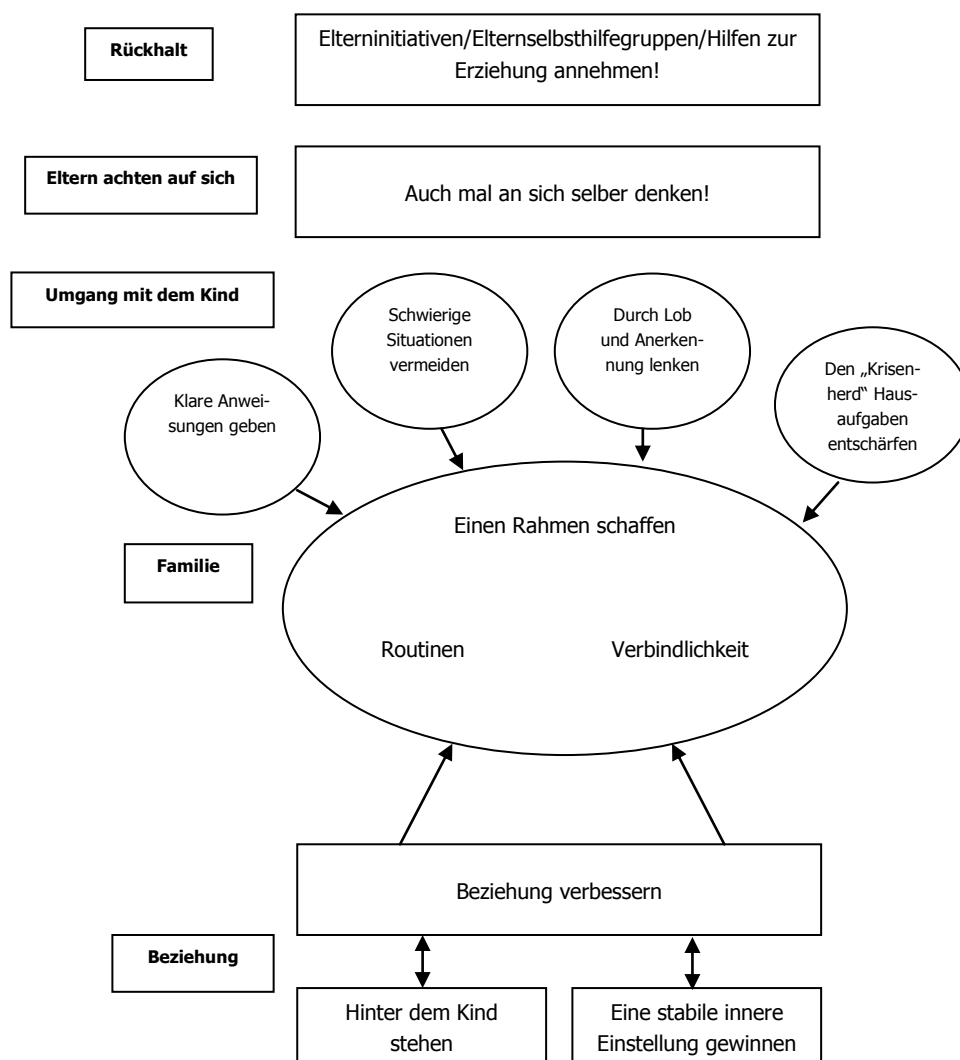 Rückhalt
Elterninitiativen/Elternselbsthilfegruppen/Hilfen zur
Erziehung annehmen!
Eltern achten auf sich
Auch mal an sich selber denken!
Umgang mit dem Kind
Klare Anwei-
sungen geben
Schwierige
Situationen
vermeiden
Durch Lob
und Anerken-
nung lenken
Den „Krisen-
herd“ Haus-
aufgaben
entschärfen
Familie
Einen Rahmen schaffen
Routinen
Verbindlichkeit
Beziehung verbessern
Beziehung
Hinter dem Kind
stehen
Eine stabile innere
Einstellung gewinnen